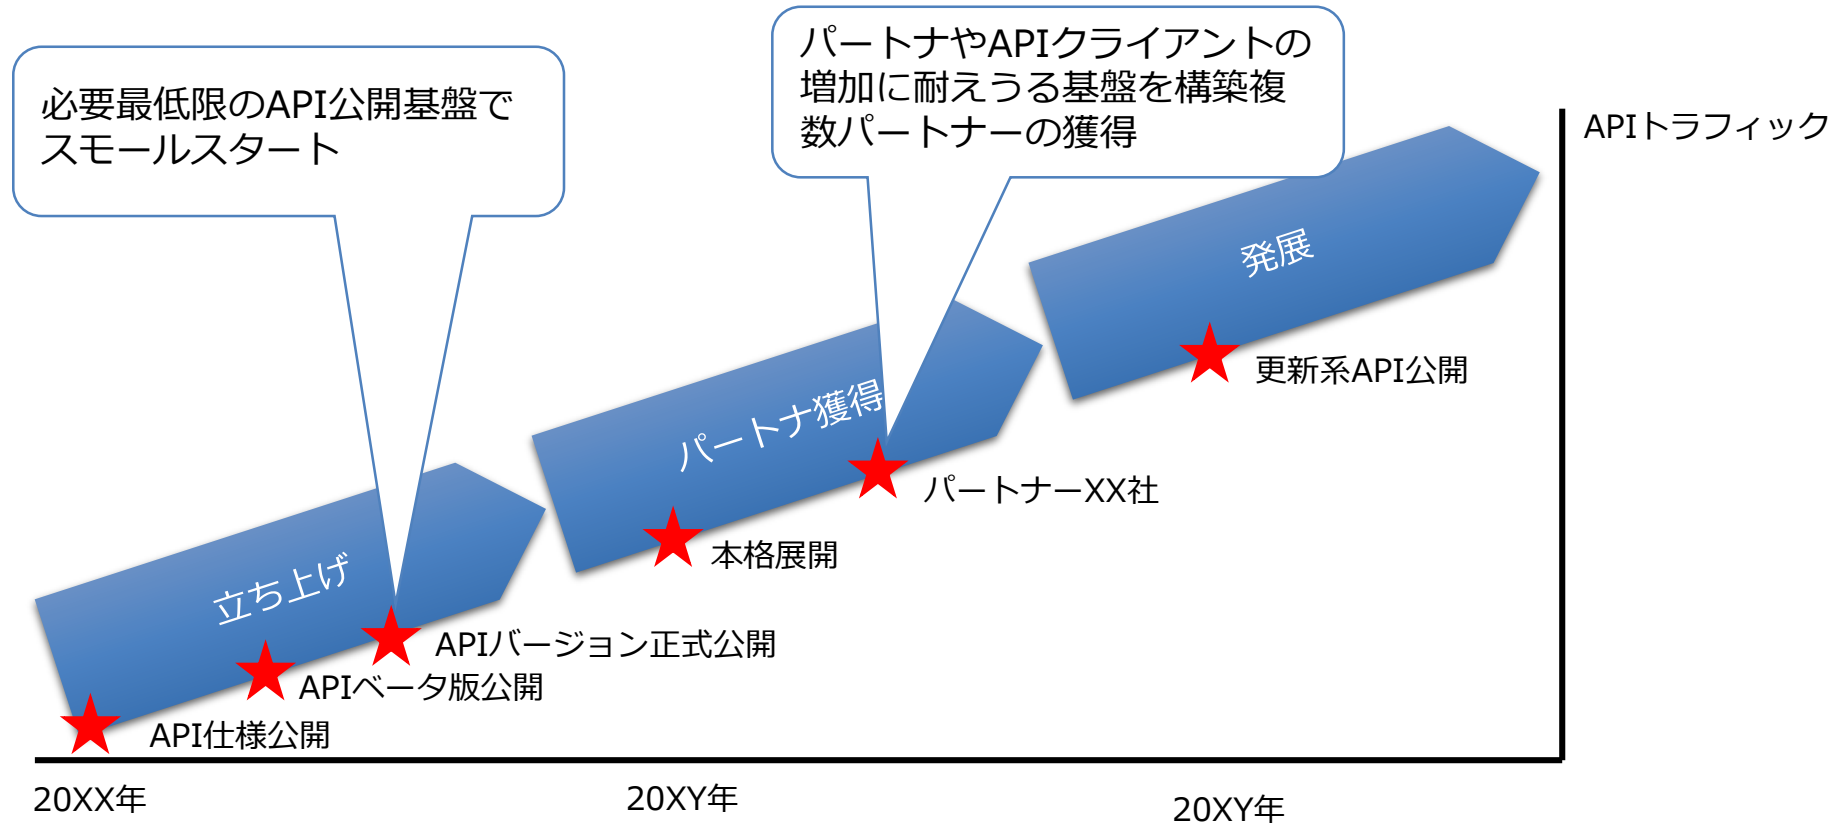 パートナやAPIクライアントの
増加に耐えうる基盤を構築複
数パートナーの獲得
必要最低限のAPI公開基盤で
スモールスタート
APIトラフィック
発展
更新系API公開
パートナ獲得
パートナーXX社
本格展開
立ち上げ
APIバージョン正式公開
APIベータ版公開
API仕様公開
20XX年
20XY年
20XY年